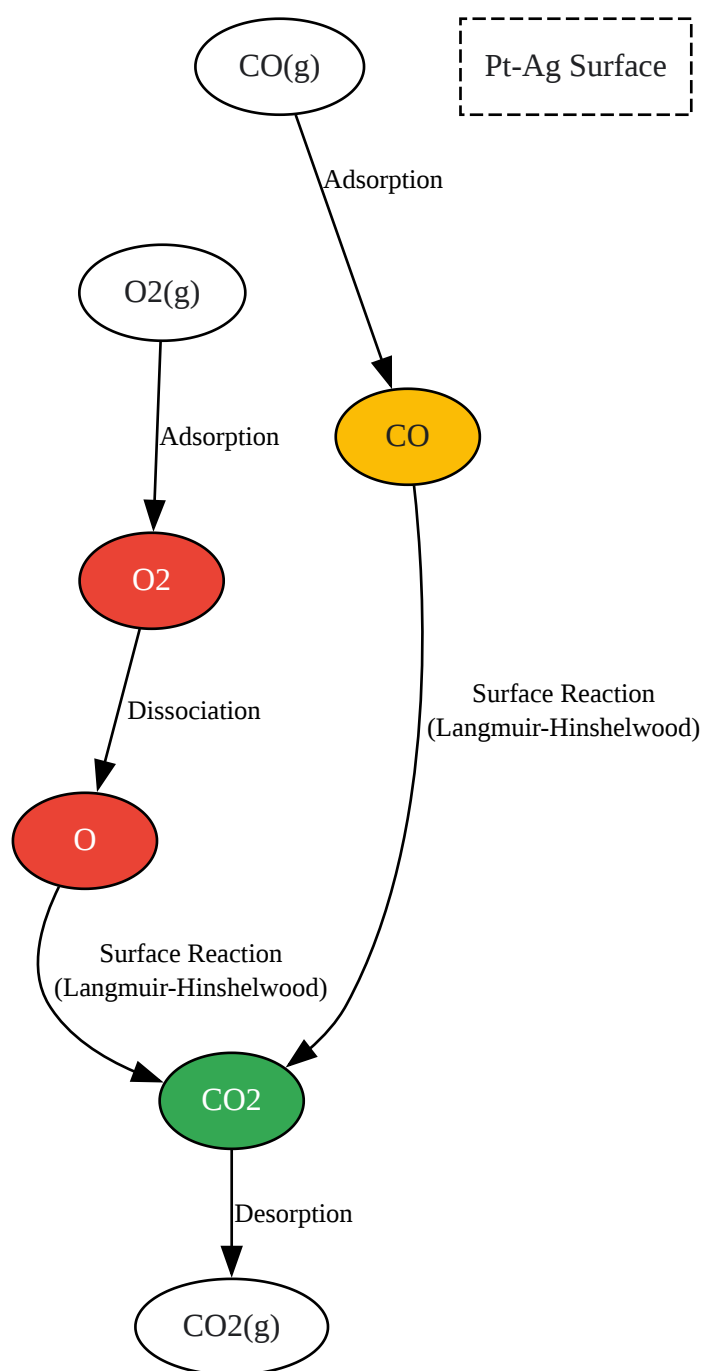 CO(g)
Pt-Ag Surface
Adsorption
O2(g)
Adsorption
CO
O2
Surface Reaction
(Langmuir-Hinshelwood)
Dissociation
O
Surface Reaction
(Langmuir-Hinshelwood)
CO2
Desorption
CO2(g)